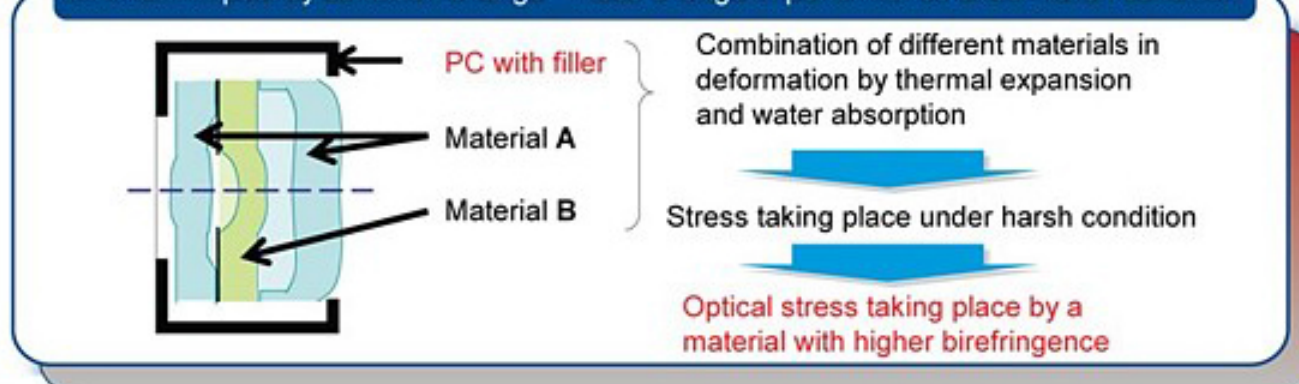 PC with filler
Material A
Material B
Combination of different materials in
deformation by thermal expansion
and water absorption
Stress taking place under harsh condition
Optical stress taking place by a
material with higher birefringence